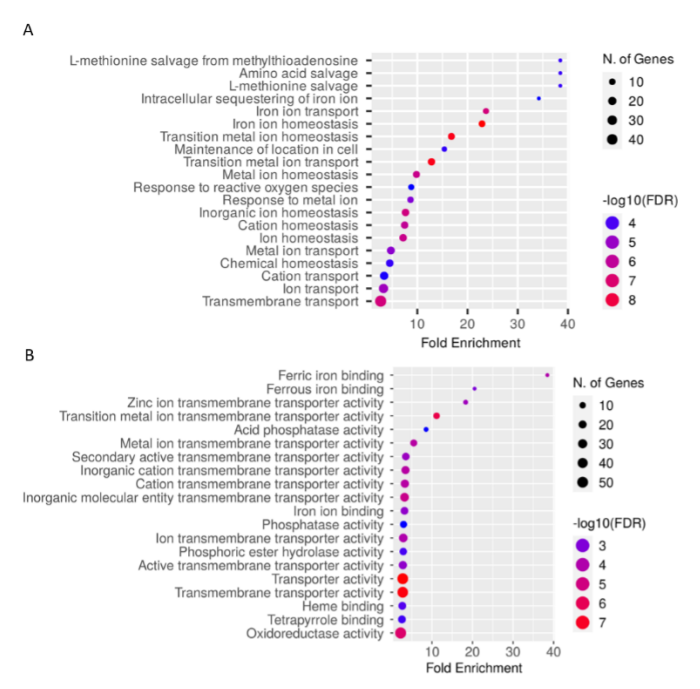 A
L-methionine salvage from methylthioadenosine
Amino acid salvage
L-methionine salvage
Intracellular sequestering of iron ion
Iron ion transport
Iron ion homeostasis
Transition metal ion homeostasis
Maintenance of location in cell
Transition metal ion transport
Metal ion homeostasis
Response to reactive oxygen species
Response to metal ion
Inorganic ion homeostasis
Cation homeostasis
Ion homeostasis
Metal ion transport
Chemical homeostasis
Cation transport
Ion transport
Transmembrane transport
10 20 30 40
Fold Enrichment
N. of Genes
10
20
30
40
-log10(FDR)
4
5
6
7
8
B
Ferric iron binding
Ferrous iron binding
Zinc ion transmembrane transporter activity
Transition metal ion transmembrane transporter activity
Acid phosphatase activity
Metal ion transmembrane transporter activity
Secondary active transmembrane transporter activity
Inorganic cation transmembrane transporter activity
Cation transmembrane transporter activity
Inorganic molecular entity transmembrane transporter activity
Iron ion binding
Phosphatase activity
Ion transmembrane transporter activity
Phosphoric ester hydrolase activity
Active transmembrane transporter activity
Transporter activity
Transmembrane transporter activity
Heme binding
Tetrapyrrole binding
Oxidoreductase activity
10 20 30 40
Fold Enrichment
N. of Genes
10
20
30
40
50
-log10(FDR)
3
4
5
6
7